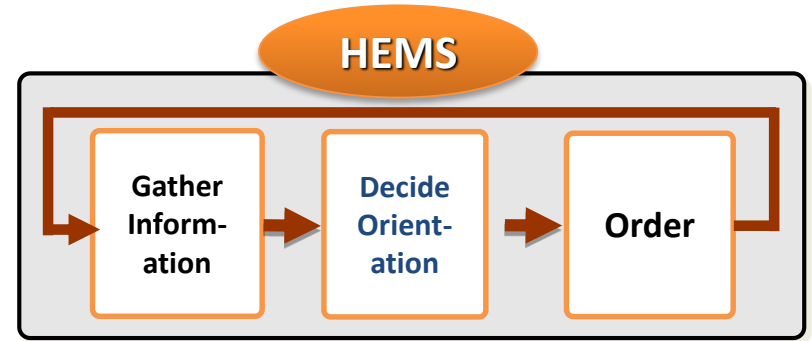 HEMS
Gather
Inform-
ation
Decide
Orient-
ation
Order